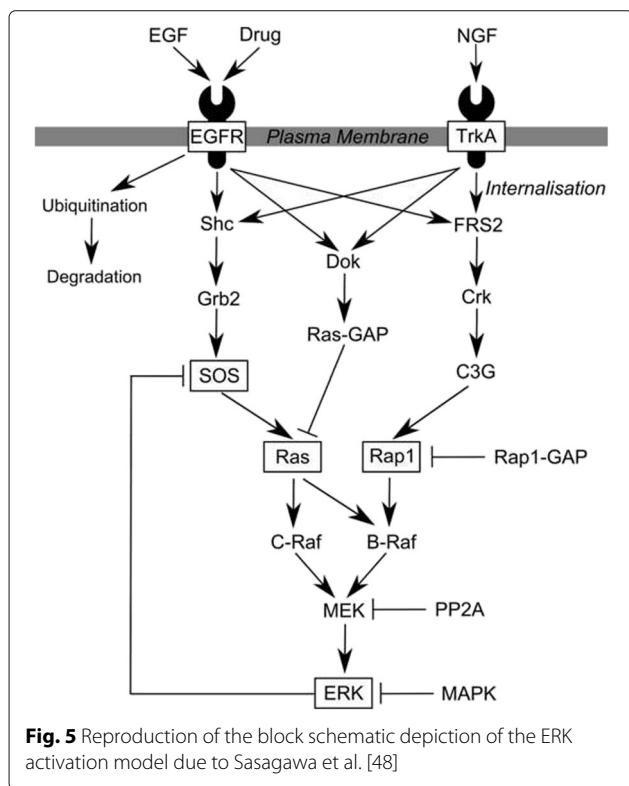 EGF Drug NGF
EGFR Plasma Membrane TrkA
Internalisation
Ubiquitination Shc FRS2
Dok
Degradation
Grb2 Crk
Ras-GAP
SOS C3G
Ras Rap1 Rap1-GAP
C-Raf B-Raf
MEK PP2A
ERK MAPK
Fig. 5 Reproduction of the block schematic depiction of the ERK
activation model due to Sasagawa et al. [48]